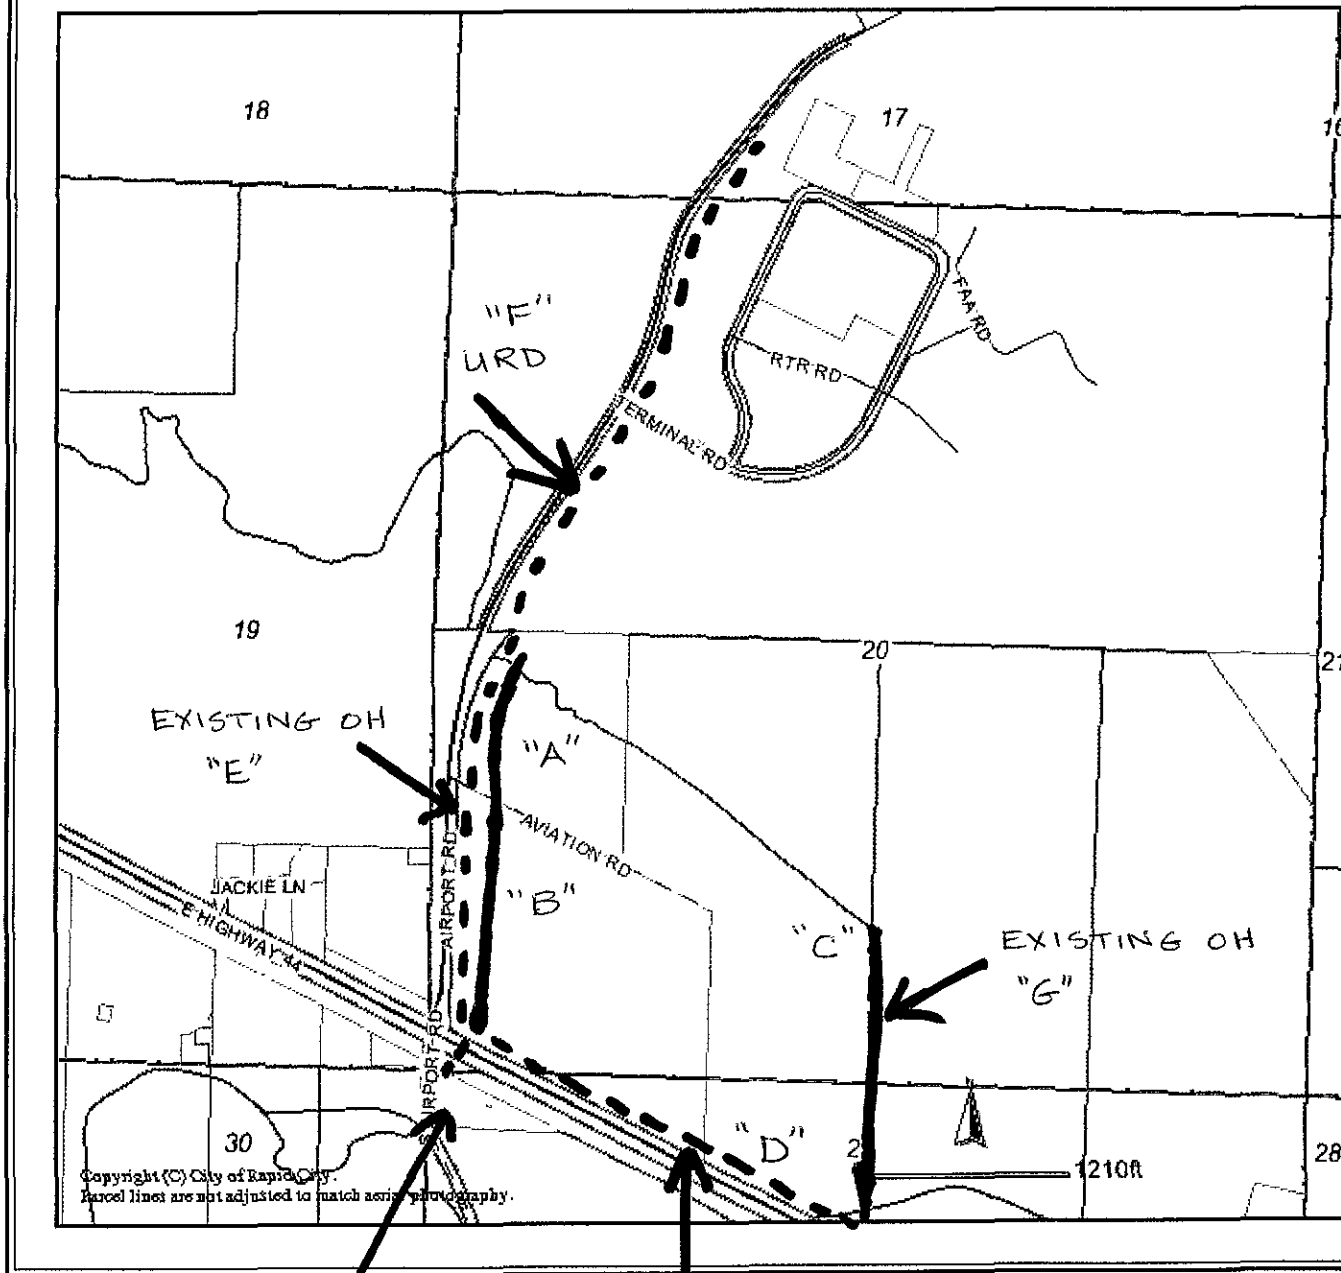 18
17
16
"F"
URD
FAA RD
RTR RD
TERMINAL RD
19
20
21
EXISTING OH
"E"
"A"
AVIATION RD
AIRPORT RD
JACKIE LN
E HIGHWAY 44
"B"
"C"
EXISTING OH
"G"
"D"
30
28
1210ft
Copyright (C) City of Rapid City.
Parcel lines are not adjusted to match aerial photography.